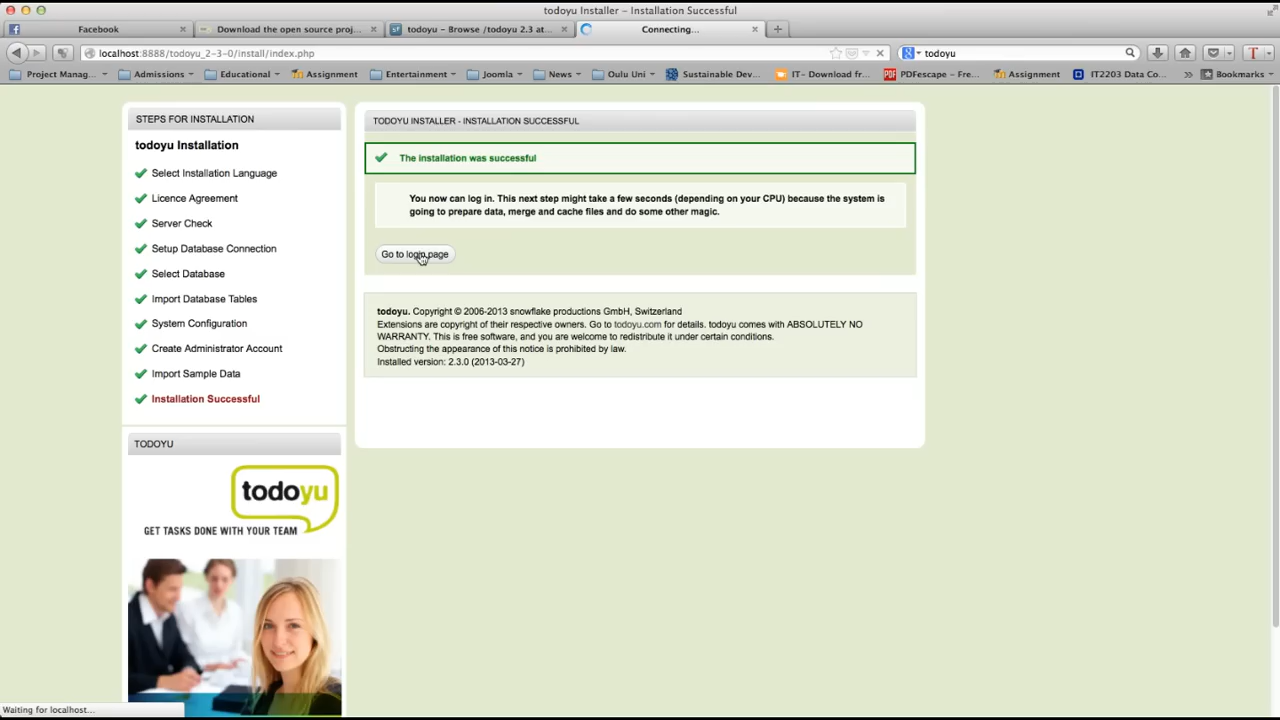 todoyu Installer – Installation Successful
Facebook
Download the open source proj...
todoyu - Browse /todoyu 2.3 at...
Connecting...
localhost:8888/todoyu_2-3-0/install/index.php
todoyu
Project Manag...
Admissions
Educational
Assignment
Entertainment
Joomla
News
Oulu Uni
Sustainable Dev...
IT- Download fr...
PDFescape - Fre...
Assignment
IT2203 Data Co...
Bookmarks
STEPS FOR INSTALLATION
todoyu Installation
Select Installation Language
Licence Agreement
Server Check
Setup Database Connection
Select Database
Import Database Tables
System Configuration
Create Administrator Account
Import Sample Data
Installation Successful
TODOYU
todoyu
GET TASKS DONE WITH YOUR TEAM
TODOYU INSTALLER - INSTALLATION SUCCESSFUL
The installation was successful
You now can log in. This next step might take a few seconds (depending on your CPU) because the system is
going to prepare data, merge and cache files and do some other magic.
Go to login page
todoyu. Copyright © 2006-2013 snowflake productions GmbH, Switzerland
Extensions are copyright of their respective owners. Go to todoyu.com for details. todoyu comes with ABSOLUTELY NO
WARRANTY. This is free software, and you are welcome to redistribute it under certain conditions.
Obstructing the appearance of this notice is prohibited by law.
Installed version: 2.3.0 (2013-03-27)
Waiting for localhost...